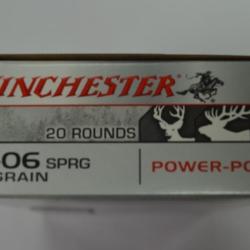 INCHESTER
20 ROUNDS
-06 SPRG
GRAIN
POWER-PO